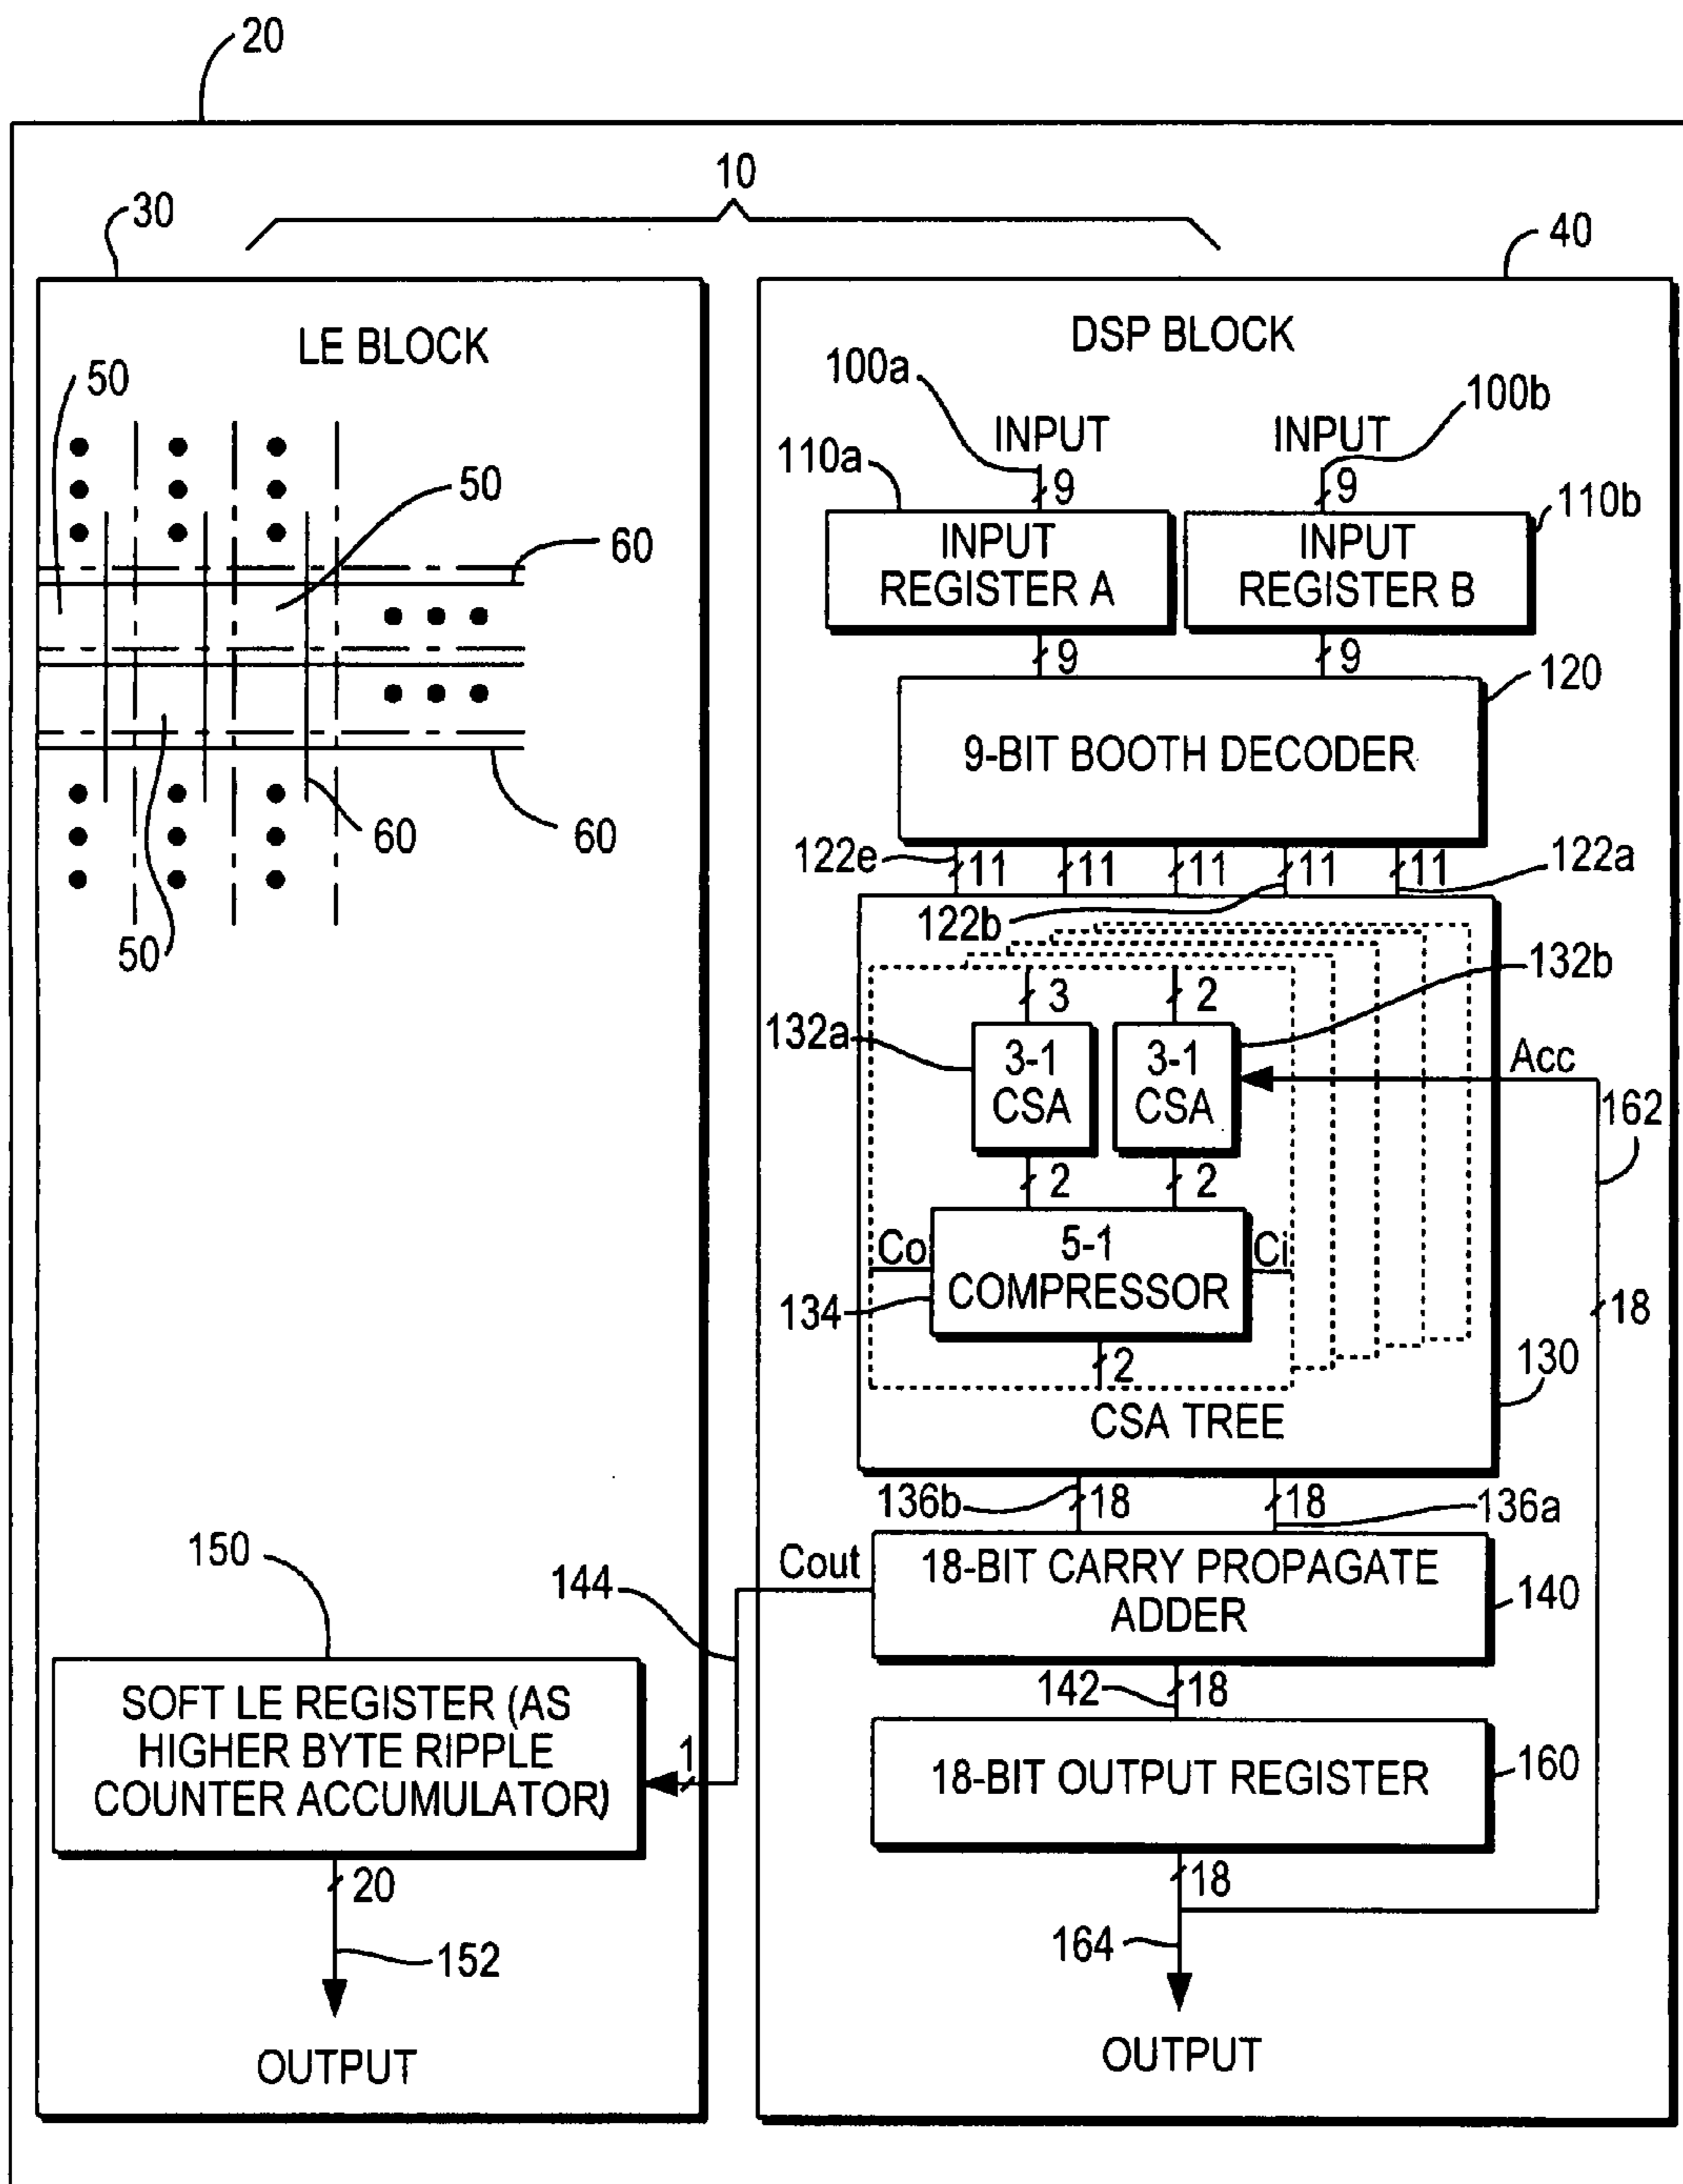 20
10
30
40
LE BLOCK
DSP BLOCK
50
100a
100b
INPUT
INPUT
110a
50
9
9
110b
60
INPUT
REGISTER A
INPUT
REGISTER B
9
9
120
9-BIT BOOTH DECODER
60
60
122e
11
11
11
11
11
122a
50
122b
132b
3
2
132a
3-1
CSA
3-1
CSA
Acc
162
2
2
Co
5-1
COMPRESSOR
Ci
134
18
2
130
CSA TREE
136b
18
18
136a
150
Cout
18-BIT CARRY PROPAGATE
ADDER
144
140
SOFT LE REGISTER (AS
HIGHER BYTE RIPPLE
COUNTER ACCUMULATOR)
1
142
18
18-BIT OUTPUT REGISTER
160
20
18
152
164
OUTPUT
OUTPUT